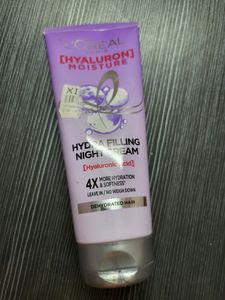 L'ORÉAL
PARIS
[HYALURON]
MOISTURE
HYDRA FILLING
NIGHT CREAM
[Hyaluronic Acid]
4X MORE HYDRATION
& SOFTNESS*
LEAVE IN / NO WEIGH DOWN
DEHYDRATED HAIR